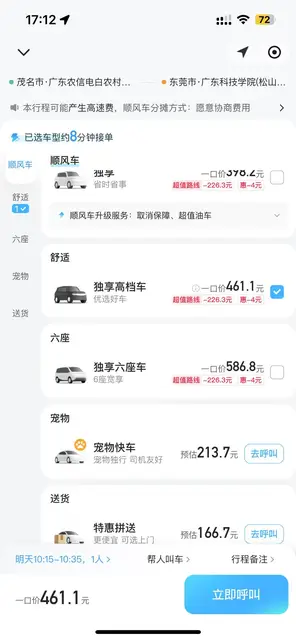 17:12
72
茂名市·广东农信电白农村...
东莞市·广东科技学院(松山...
本行程可能产生高速费，顺风车分摊方式：愿意协商费用
已选车型约8分钟接单
顺风车
舒适
1
六座
宠物
送货
顺风车
独享
省时省事
一口价398.2元
超值路线 -226.3元 惠-4元
顺风车升级服务：取消保障、超值油车
舒适
独享高档车
优选好车
一口价461.1元
超值路线 -226.3元 惠-4元
六座
独享六座车
6座宽享
一口价586.8元
超值路线 -226.3元 惠-4元
宠物
宠物快车
宠物独行 司机友好
预估213.7元
去呼叫
送货
特惠拼送
更便宜 可选上门
预估166.7元
去呼叫
明天10:15~10:35，1人
帮人叫车
行程备注
一口价461.1元
立即呼叫